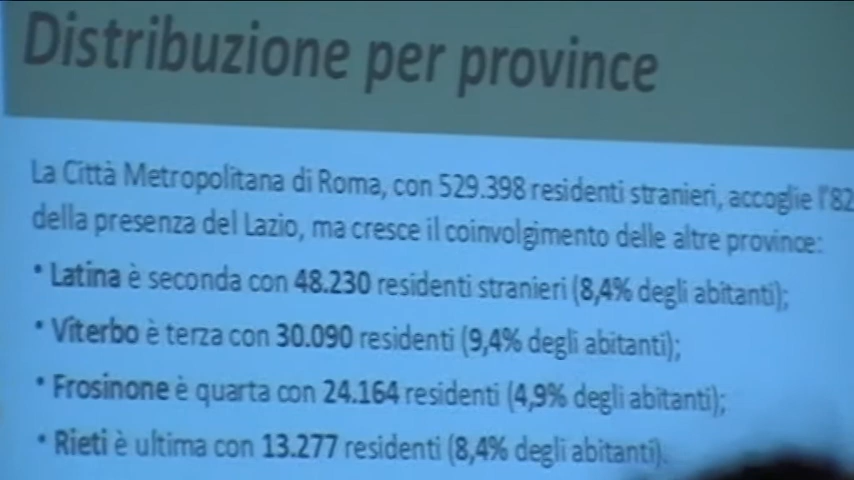 Distribuzione per province
La Città Metropolitana di Roma, con 529.398 residenti stranieri, accoglie l'82
della presenza del Lazio, ma cresce il coinvolgimento delle altre province:
• Latina è seconda con 48.230 residenti stranieri (8,4% degli abitanti);
• Viterbo è terza con 30.090 residenti (9,4% degli abitanti);
• Frosinone è quarta con 24.164 residenti (4,9% degli abitanti);
• Rieti è ultima con 13.277 residenti (8,4% degli abitanti).